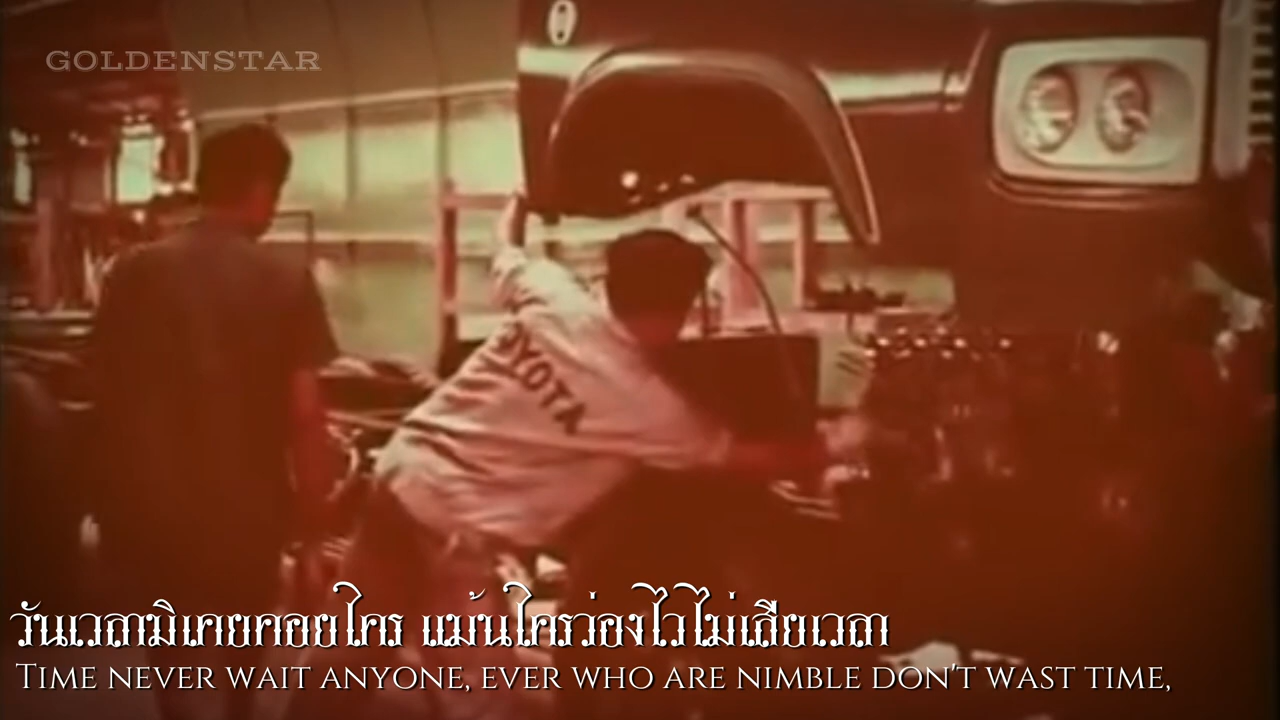 GOLDENSTAR
OYOTA
วันเวลามิเคยคอยใคร แม้นใครว่องไวไม่เสียเวลา
TIME NEVER WAIT ANYONE, EVER WHO ARE NIMBLE DON'T WAST TIME,